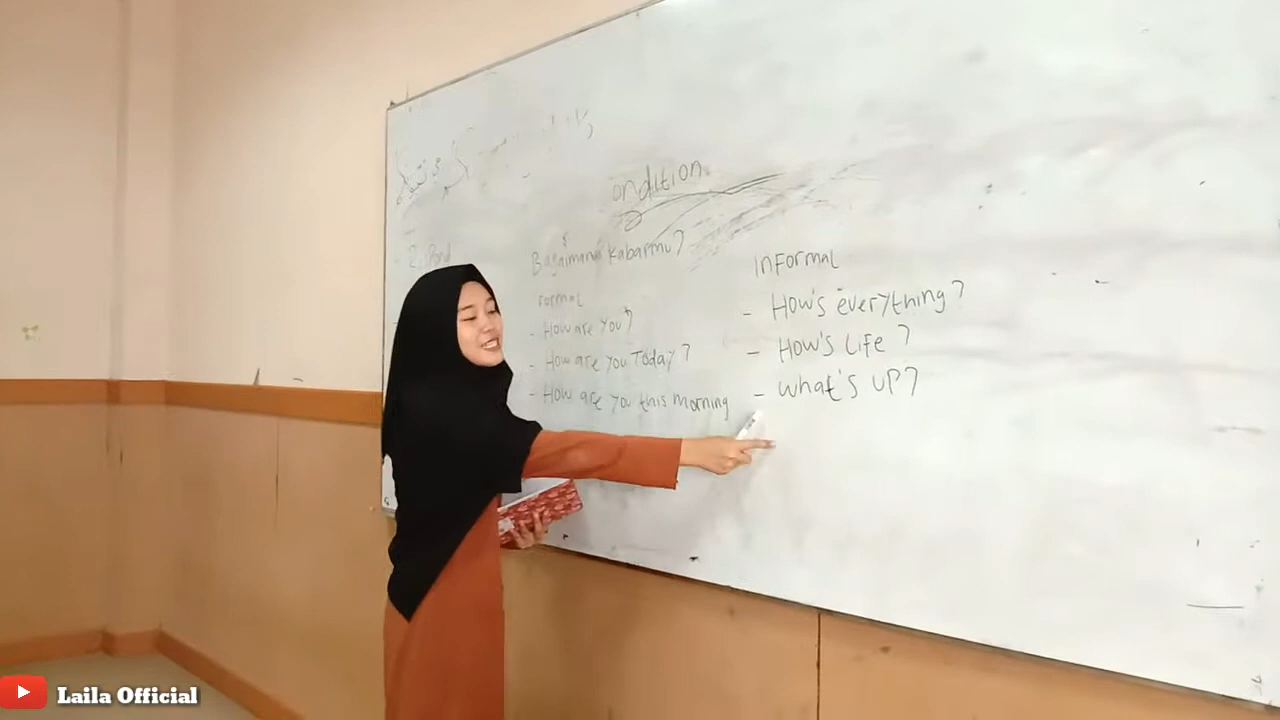 ondition
Bagaimana Kabarmu?
Formal
- How are you?
- How are you Today?
- How are you this morning
InFormal
- How's everything?
- How's Life?
- what's UP?
Laila Official